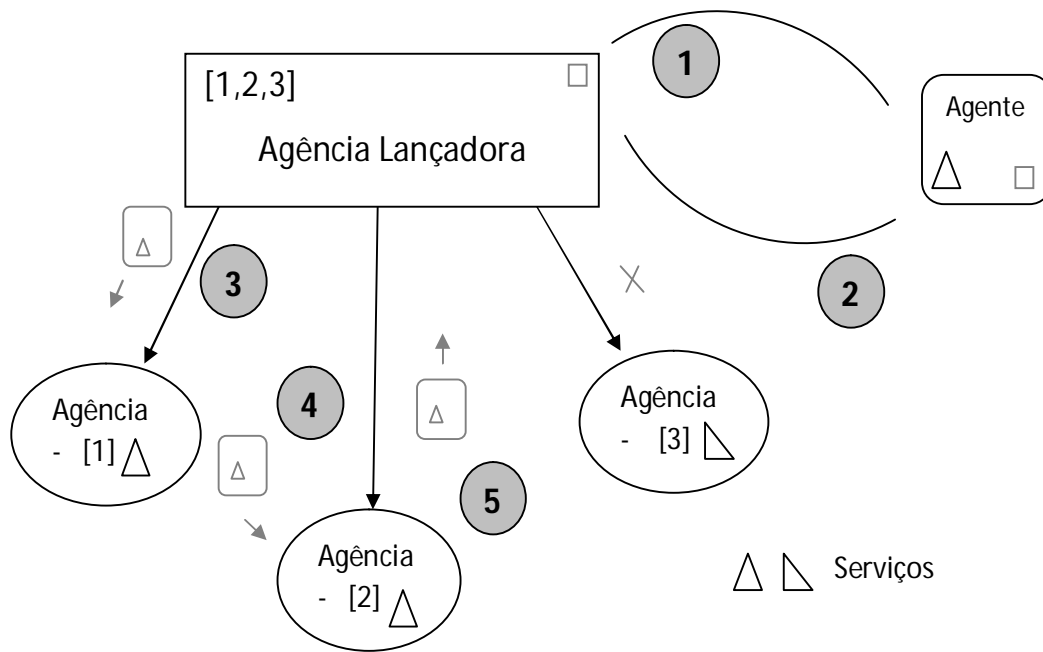 [1,2,3]
Agência Lançadora
1
Agente
2
3
4
5
Agência
- [1]
Agência
- [2]
Agência
- [3]
Serviços